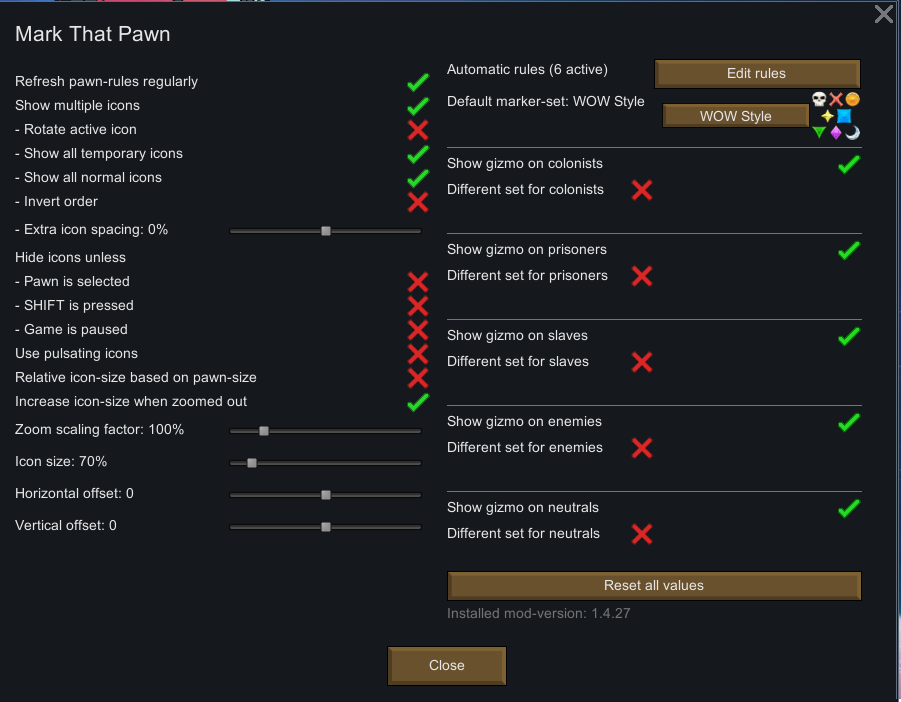 Mark That Pawn
Refresh pawn-rules regularly
Show multiple icons
- Rotate active icon
- Show all temporary icons
- Show all normal icons
- Invert order
- Extra icon spacing: 0%
Hide icons unless
- Pawn is selected
- SHIFT is pressed
- Game is paused
Use pulsating icons
Relative icon-size based on pawn-size
Increase icon-size when zoomed out
Zoom scaling factor: 100%
Icon size: 70%
Horizontal offset: 0
Vertical offset: 0
Automatic rules (6 active)
Edit rules
Default marker-set: WOW Style
WOW Style
Show gizmo on colonists
Different set for colonists
Show gizmo on prisoners
Different set for prisoners
Show gizmo on slaves
Different set for slaves
Show gizmo on enemies
Different set for enemies
Show gizmo on neutrals
Different set for neutrals
Reset all values
Installed mod-version: 1.4.27
Close